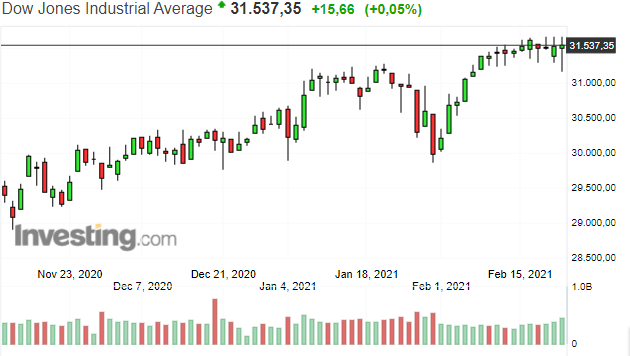 Dow Jones Industrial Average 31.537,35 +15,66 (+0,05%)
31.537,35
31.000,00
30.500,00
30.000,00
29.500,00
29.000,00
28.500,00
Investing.com
Nov 23, 2020 Dec 21, 2020 Jan 18, 2021 Feb 15, 2021
Dec 7, 2020 Jan 4, 2021 Feb 1, 2021
1.0B
0